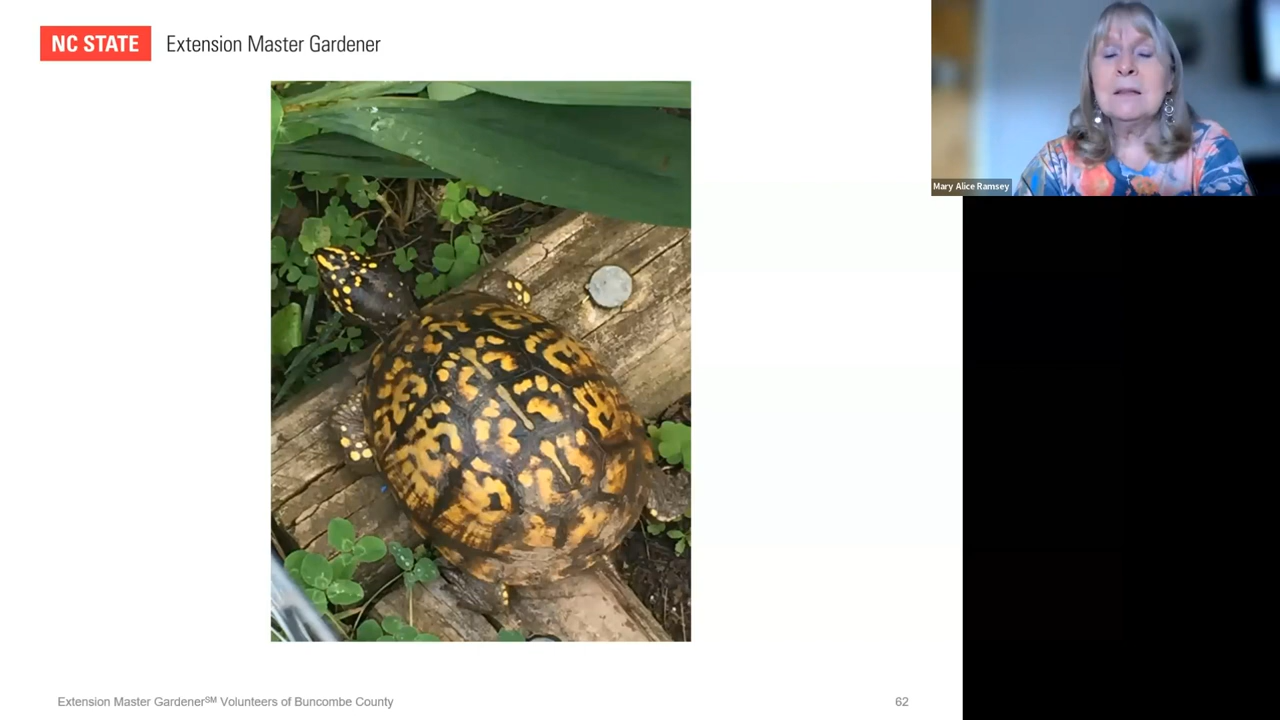 NC STATE Extension Master Gardener
Mary Alice Ramsey
Extension Master Gardener℠ Volunteers of Buncombe County
62